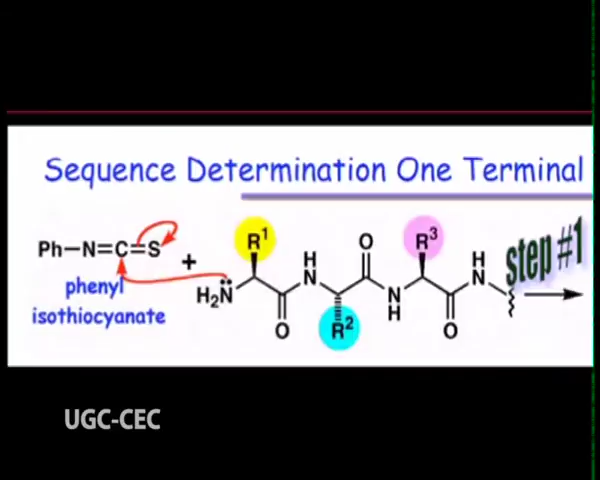 Sequence Determination One Terminal
Ph-N=C=S
phenyl
isothiocyanate
+
H₂N
R¹
O
H
N
R²
O
N
H
R³
O
H
N
step #1
UGC-CEC